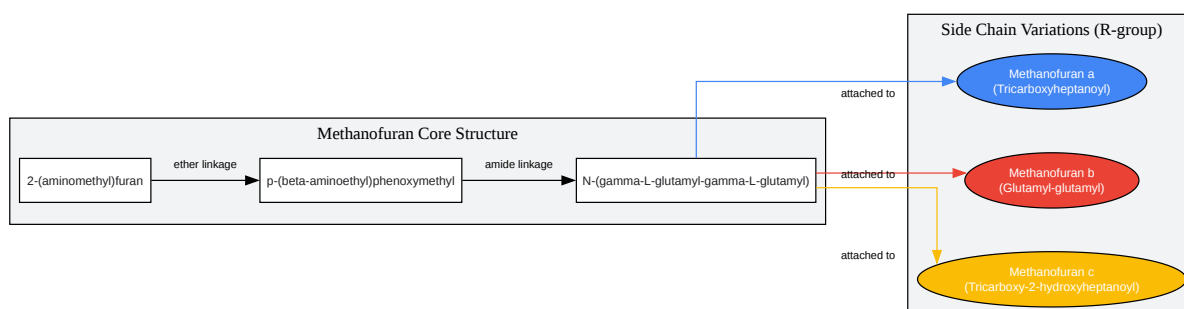 Side Chain Variations (R-group)
Methanofuran a
(Tricarboxyheptanoyl)
attached to
Methanofuran Core Structure
ether linkage
amide linkage
2-(aminomethyl)furan
p-(beta-aminoethyl)phenoxymethyl
N-(gamma-L-glutamyl-gamma-L-glutamyl)
attached to
Methanofuran b
(Glutamyl-glutamyl)
attached to
Methanofuran c
(Tricarboxy-2-hydroxyheptanoyl)